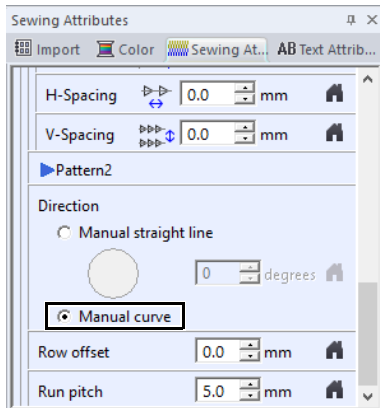 Sewing Attributes
Import Color Sewing At... AB Text Attrib...
H-Spacing 0.0 mm
V-Spacing 0.0 mm
Pattern2
Direction
Manual straight line
0 degrees
Manual curve
Row offset 0.0 mm
Run pitch 5.0 mm